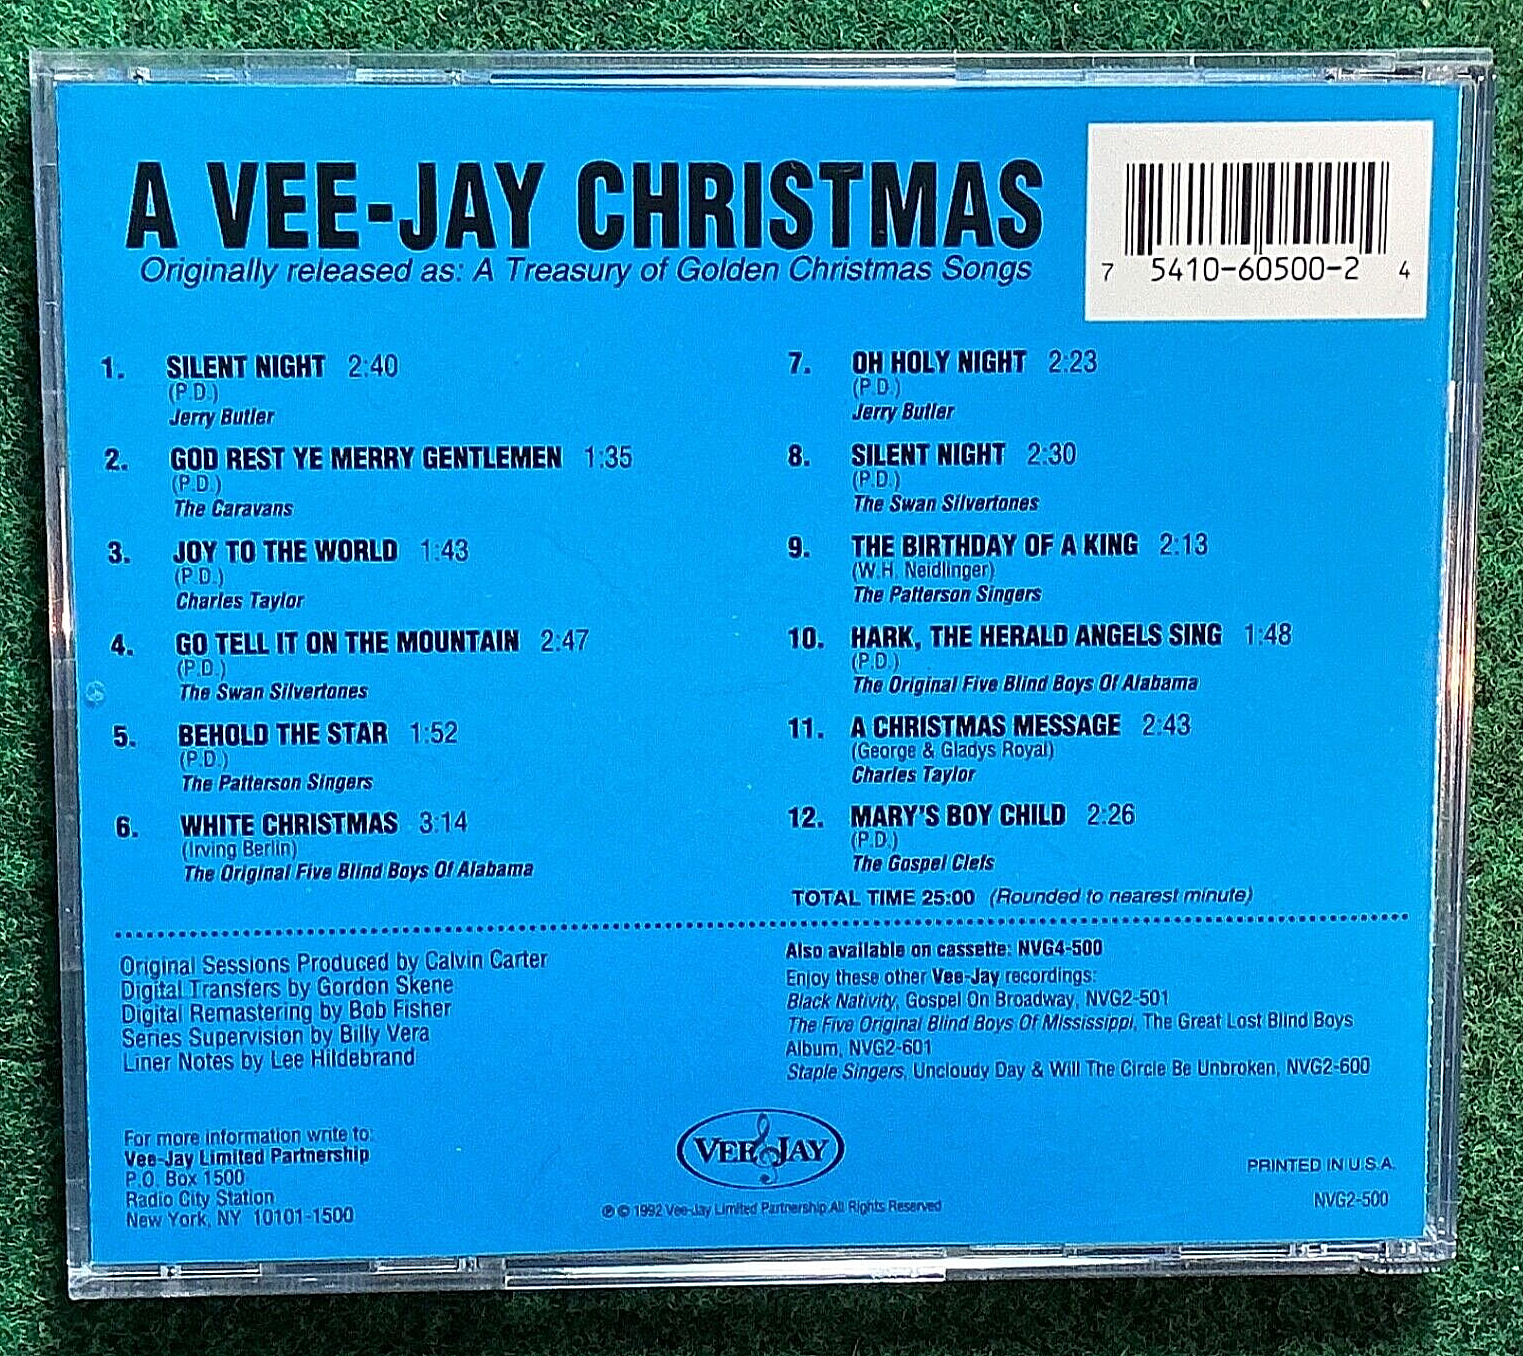 A VEE-JAY CHRISTMAS
Originally released as: A Treasury of Golden Christmas Songs
7 5410-60500-2 4
1. SILENT NIGHT 2:40
(P.D.)
Jerry Butler
2. GOD REST YE MERRY GENTLEMEN 1:35
(P.D.)
The Caravans
3. JOY TO THE WORLD 1:43
(P.D.)
Charles Taylor
4. GO TELL IT ON THE MOUNTAIN 2:47
(P.D.)
The Swan Silvertones
5. BEHOLD THE STAR 1:52
(P.D.)
The Patterson Singers
6. WHITE CHRISTMAS 3:14
(Irving Berlin)
The Original Five Blind Boys Of Alabama
7. OH HOLY NIGHT 2:23
(P.D.)
Jerry Butler
8. SILENT NIGHT 2:30
(P.D.)
The Swan Silvertones
9. THE BIRTHDAY OF A KING 2:13
(W.H. Neidlinger)
The Patterson Singers
10. HARK, THE HERALD ANGELS SING 1:48
(P.D.)
The Original Five Blind Boys Of Alabama
11. A CHRISTMAS MESSAGE 2:43
(George & Gladys Royal)
Charles Taylor
12. MARY'S BOY CHILD 2:26
(P.D.)
The Gospel Clefs
TOTAL TIME 25:00 (Rounded to nearest minute)
Original Sessions Produced by Calvin Carter
Digital Transfers by Gordon Skene
Digital Remastering by Bob Fisher
Series Supervision by Billy Vera
Liner Notes by Lee Hildebrand
Also available on cassette: NVG4-500
Enjoy these other Vee-Jay recordings:
Black Nativity, Gospel On Broadway, NVG2-501
The Five Original Blind Boys Of Mississippi, The Great Lost Blind Boys
Album, NVG2-601
Staple Singers, Uncloudy Day & Will The Circle Be Unbroken, NVG2-600
For more information write to:
Vee-Jay Limited Partnership
P.O. Box 1500
Radio City Station
New York, NY 10101-1500
VEE JAY
℗ © 1992 Vee-Jay Limited Partnership All Rights Reserved
PRINTED IN U.S.A.
NVG2-500